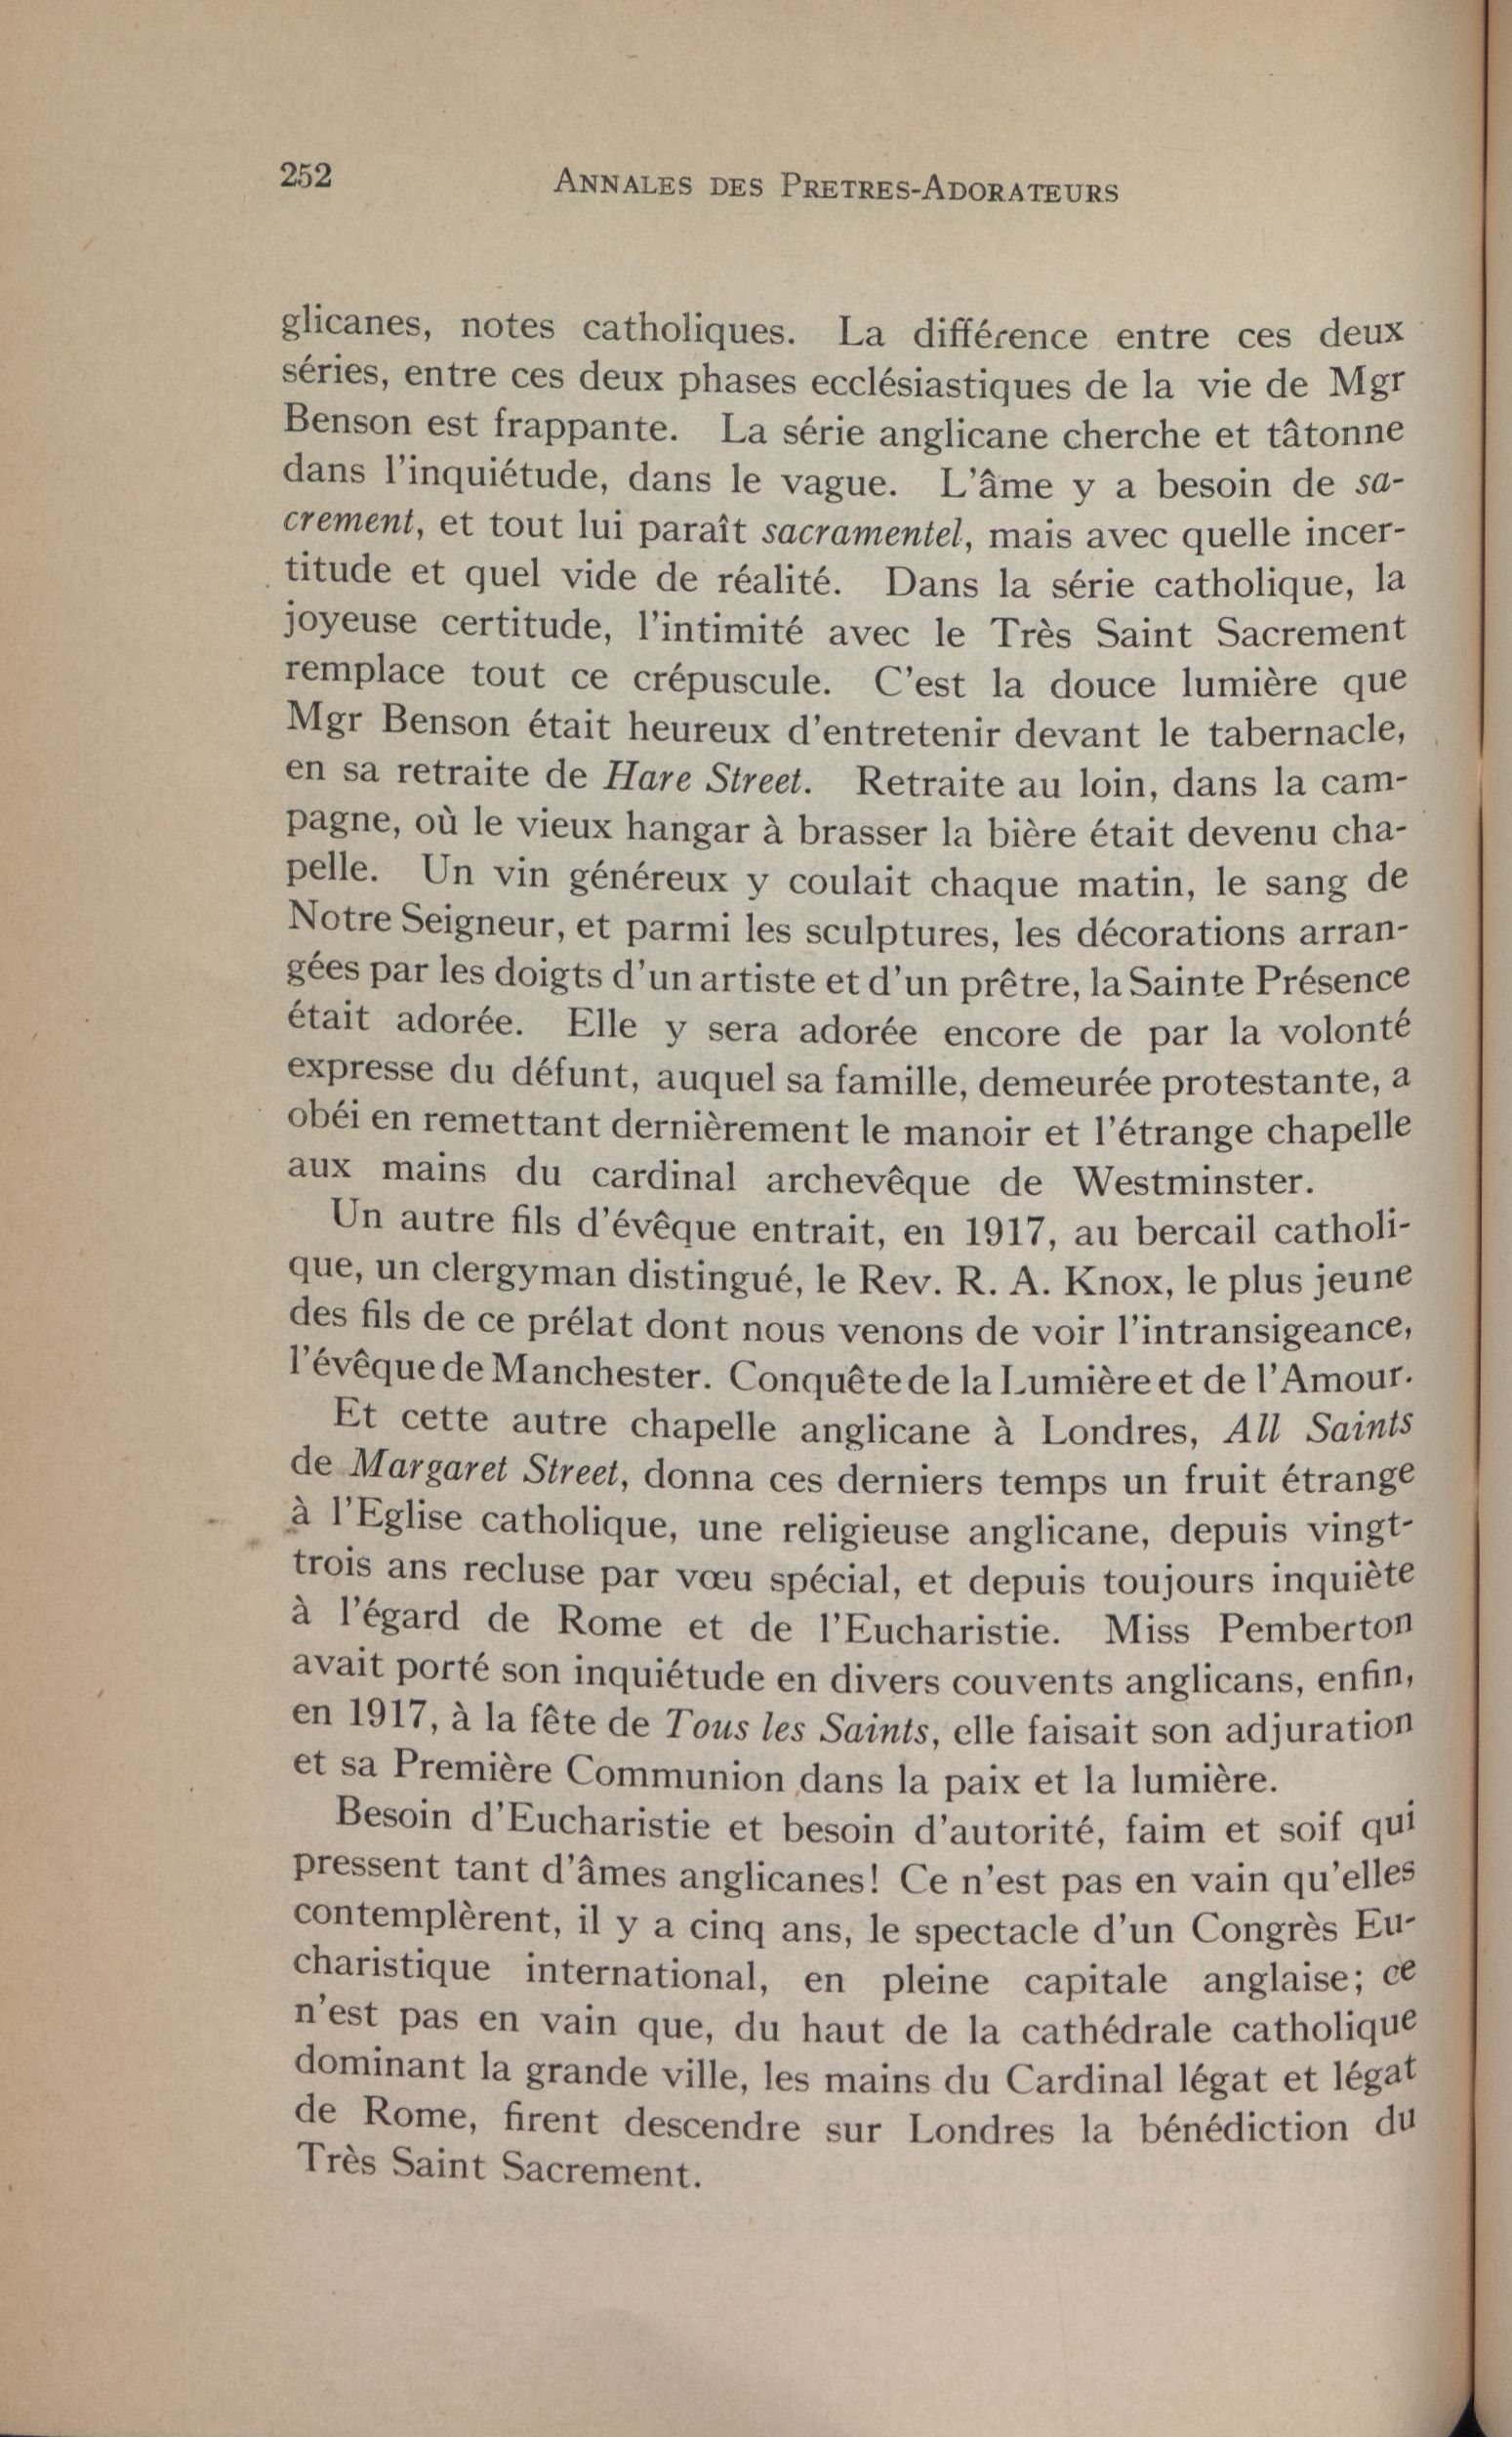 252
ANNALES DES PRETRES-ADORATEURS
glicanes, notes catholiques. La différence entre ces deux
séries, entre ces deux phases ecclésiastiques de la vie de Mgr
Benson est frappante. La série anglicane cherche et tâtonne
dans l'inquiétude, dans le vague. L'âme y a besoin de sa-
crement, et tout lui paraît sacramentel, mais avec quelle incer-
titude et quel vide de réalité. Dans la série catholique, la
joyeuse certitude, l'intimité avec le Très Saint Sacrement
remplace tout ce crépuscule. C'est la douce lumière que
Mgr Benson était heureux d'entretenir devant le tabernacle,
en sa retraite de Hare Street. Retraite au loin, dans la cam-
pagne, où le vieux hangar à brasser la bière était devenu cha-
pelle. Un vin généreux y coulait chaque matin, le sang de
Notre Seigneur, et parmi les sculptures, les décorations arran-
gées par les doigts d'un artiste et d'un prêtre, la Sainte Présence
était adorée. Elle y sera adorée encore de par la volonté
expresse du défunt, auquel sa famille, demeurée protestante, a
obéi en remettant dernièrement le manoir et l'étrange chapelle
aux mains du cardinal archevêque de Westminster.
Un autre fils d'évêque entrait, en 1917, au bercail catholi-
que, un clergyman distingué, le Rev. R. A. Knox, le plus jeune
des fils de ce prélat dont nous venons de voir l'intransigeance,
l'évêque de Manchester. Conquête de la Lumière et de l'Amour.
Et cette autre chapelle anglicane à Londres, All Saints
de Margaret Street, donna ces derniers temps un fruit étrange
à l'Eglise catholique, une religieuse anglicane, depuis vingt-
trois ans recluse par vœu spécial, et depuis toujours inquiète
à l'égard de Rome et de l'Eucharistie. Miss Pemberton
avait porté son inquiétude en divers couvents anglicans, enfin,
en 1917, à la fête de Tous les Saints, elle faisait son adjuration
et sa Première Communion dans la paix et la lumière.
Besoin d'Eucharistie et besoin d'autorité, faim et soif qui
pressent tant d'âmes anglicanes! Ce n'est pas en vain qu'elles
contemplèrent, il y a cinq ans, le spectacle d'un Congrès Eu-
charistique international, en pleine capitale anglaise; ce
n'est pas en vain que, du haut de la cathédrale catholique
dominant la grande ville, les mains du Cardinal légat et légat
de Rome, firent descendre sur Londres la bénédiction du
Très Saint Sacrement.